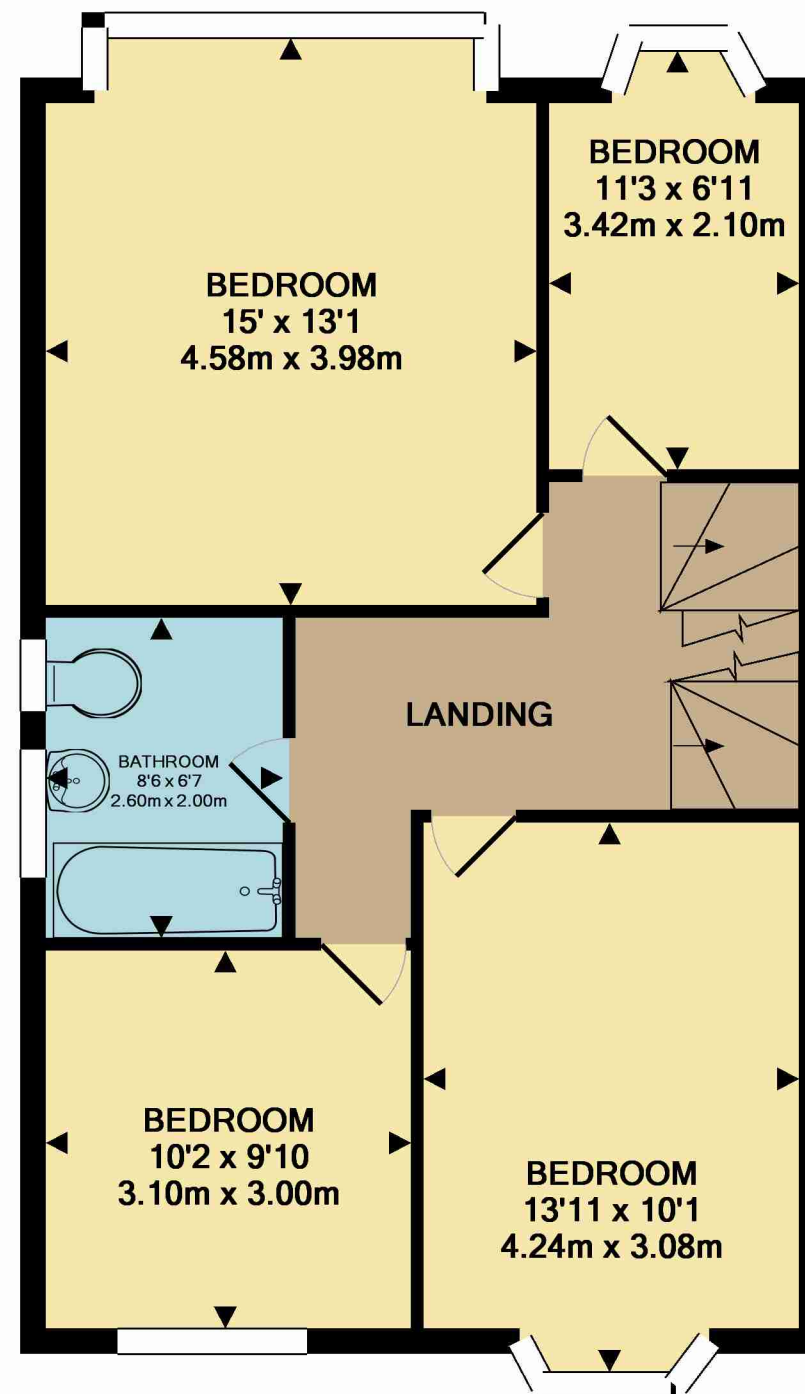 BEDROOM
11'3 x 6'11
3.42m x 2.10m
BEDROOM
15' x 13'1
4.58m x 3.98m
LANDING
BATHROOM
8'6 x 6'7
2.60m x 2.00m
BEDROOM
10'2 x 9'10
3.10m x 3.00m
BEDROOM
13'11 x 10'1
4.24m x 3.08m